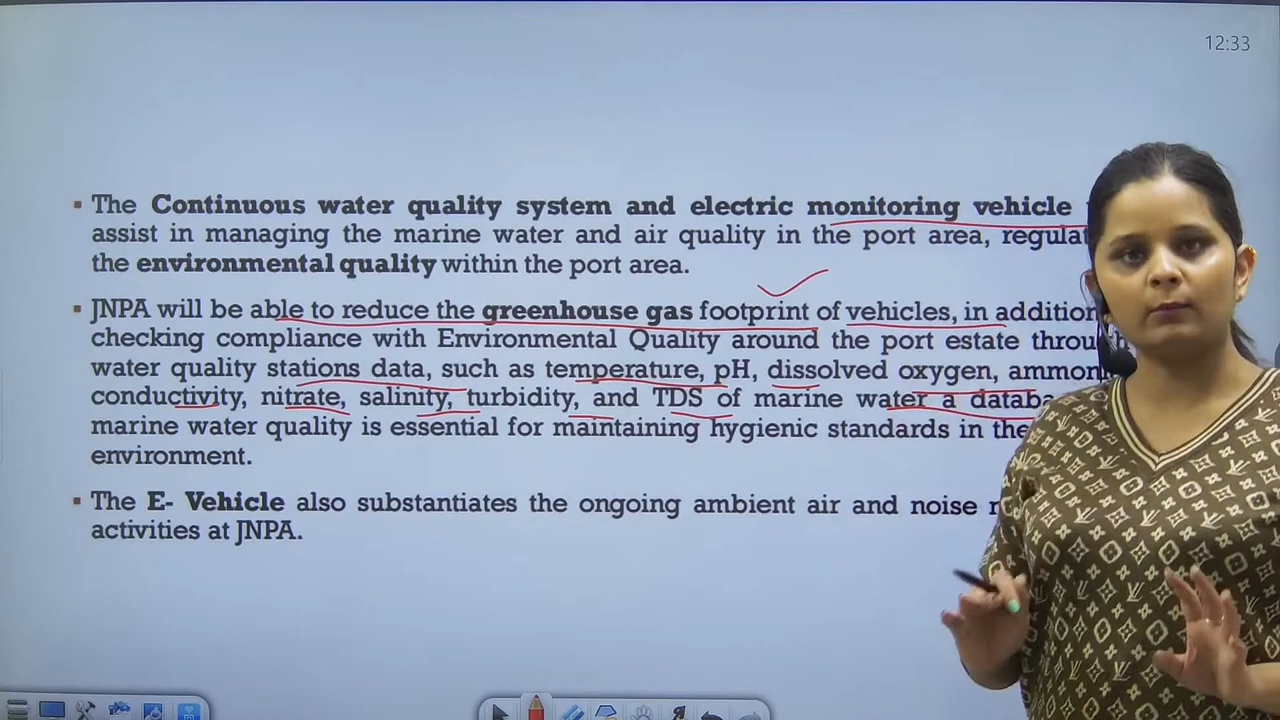 12:33
▪ The Continuous water quality system and electric monitoring vehicle
assist in managing the marine water and air quality in the port area,
the environmental quality within the port area.
▪ JNPA will be able to reduce the greenhouse gas footprint of vehicles, in addition
checking compliance with Environmental Quality around the port estate
water quality stations data, such as temperature, pH, dissolved oxygen,
conductivity, nitrate, salinity, turbidity, and TDS of marine water a
marine water quality is essential for maintaining hygienic standards in the
environment.
▪ The E- Vehicle also substantiates the ongoing ambient air and noise
activities at JNPA.